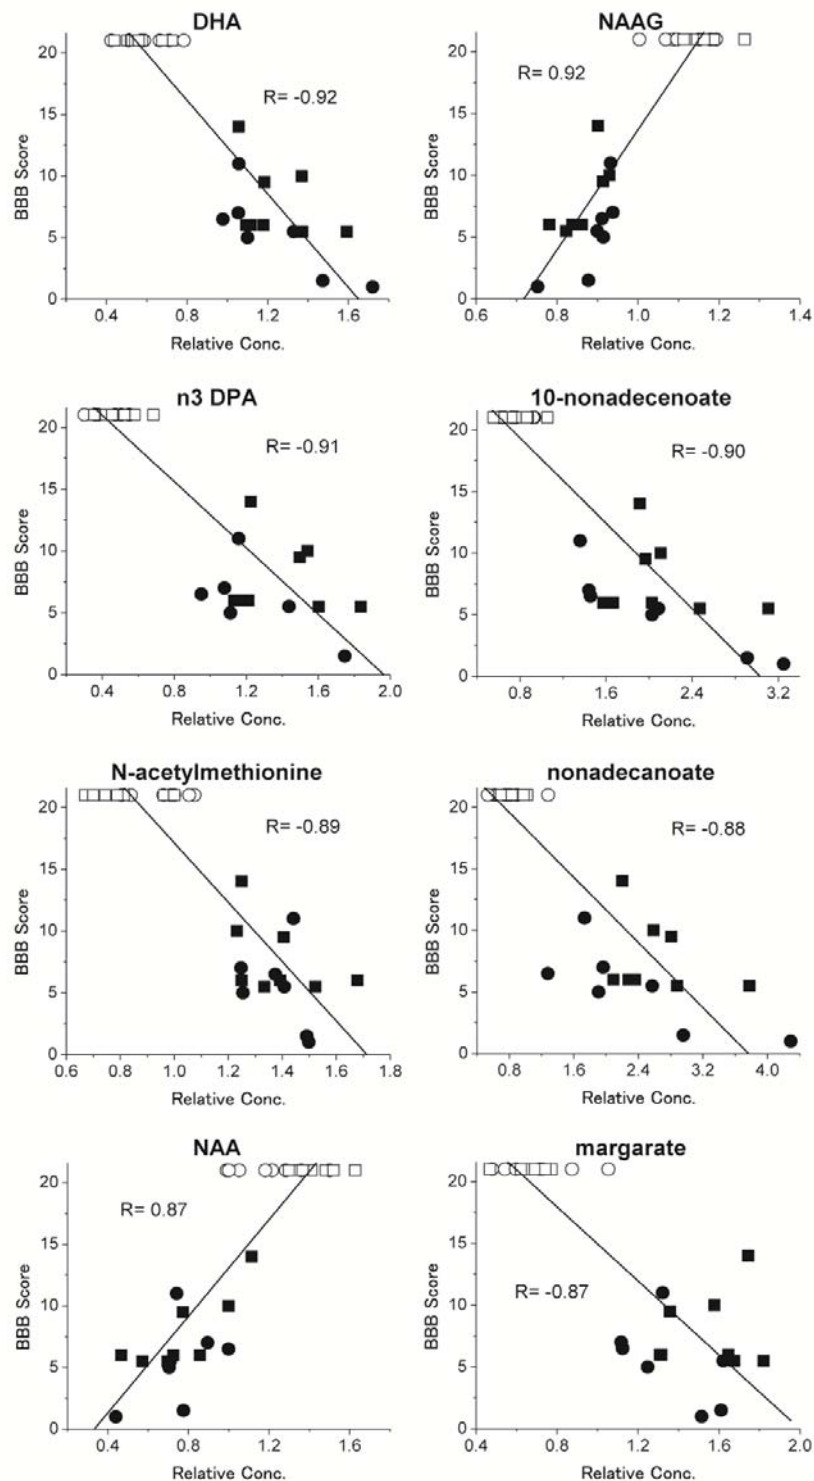 DHA
20
15
10
5
0
BBB Score
R= -0.92
0.4 0.8 1.2 1.6
Relative Conc.
NAAG
20
15
10
5
0
BBB Score
R= 0.92
0.6 0.8 1.0 1.2 1.4
Relative Conc.
n3 DPA
20
15
10
5
0
BBB Score
R= -0.91
0.4 0.8 1.2 1.6 2.0
Relative Conc.
10-nonadecenoate
20
15
10
5
0
BBB Score
R= -0.90
0.8 1.6 2.4 3.2
Relative Conc.
N-acetylmethionine
20
15
10
5
0
BBB Score
R= -0.89
0.6 0.8 1.0 1.2 1.4 1.6 1.8
Relative Conc.
nonadecanoate
20
15
10
5
0
BBB Score
R= -0.88
0.8 1.6 2.4 3.2 4.0
Relative Conc.
NAA
20
15
10
5
0
BBB Score
R= 0.87
0.4 0.8 1.2 1.6
Relative Conc.
margarate
20
15
10
5
0
BBB Score
R= -0.87
0.4 0.8 1.2 1.6 2.0
Relative Conc.